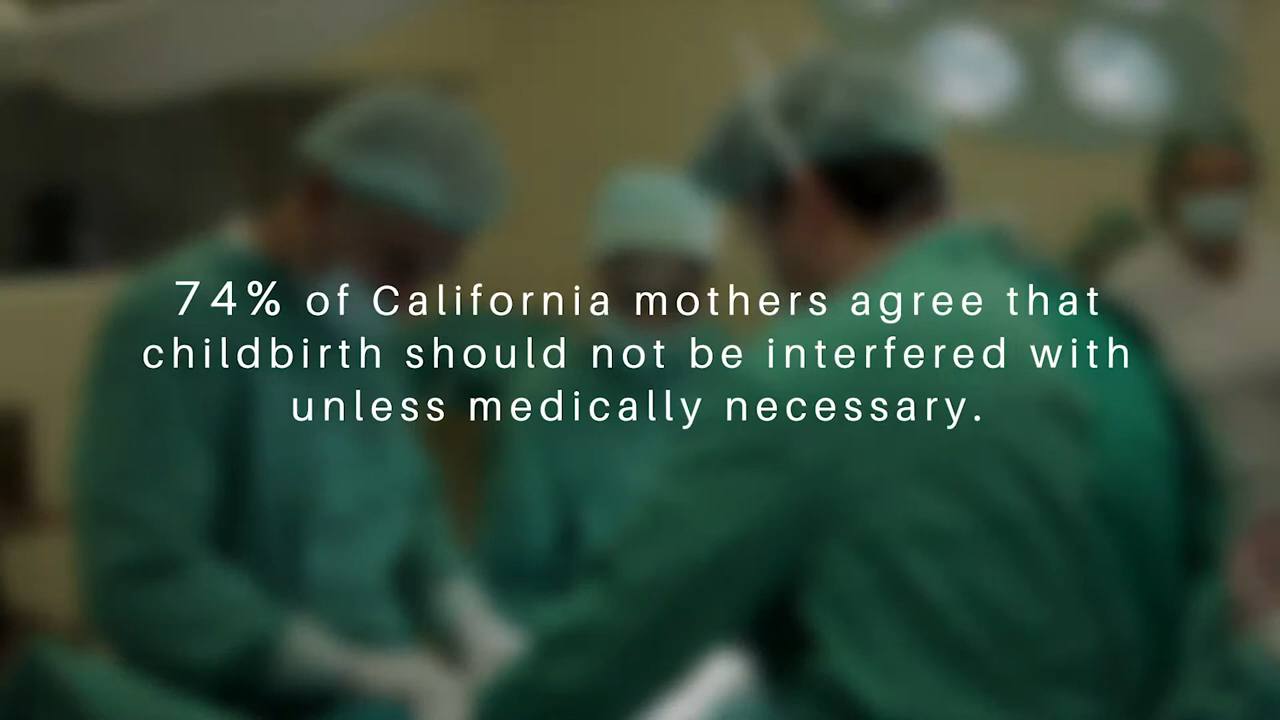 74% of California mothers agree that
childbirth should not be interfered with
unless medically necessary.